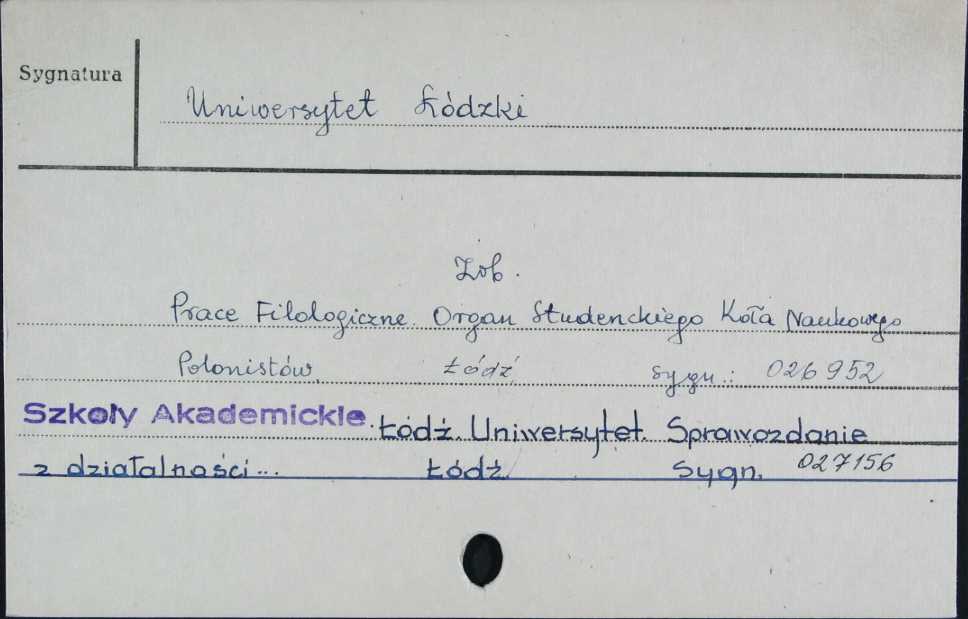 Sygnatura
Uniwersytet Łódzki
Zob.
Prace Filologiczne. Organ Studenckiego Koła Naukowego
Polonistów. Łódź. sygn.: 026952
Szkoły Akademickie. Łódź. Uniwersytet. Sprawozdanie
z działalności... Łódź. Sygn. 027156